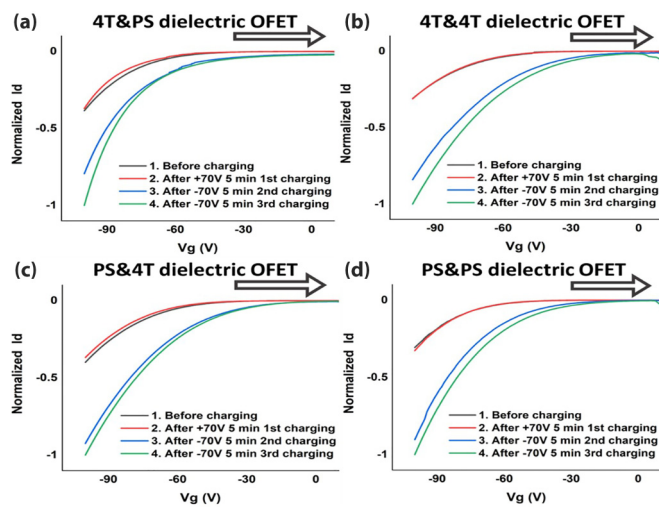 (a) 4T&PS dielectric OFET
Normalized Id
0
-0.5
-1
1. Before charging
2. After +70V 5 min 1st charging
3. After -70V 5 min 2nd charging
4. After -70V 5 min 3rd charging
-90 -60 -30 0
Vg (V)
(b) 4T&4T dielectric OFET
Normalized Id
0
-0.5
-1
1. Before charging
2. After +70V 5 min 1st charging
3. After -70V 5 min 2nd charging
4. After -70V 5 min 3rd charging
-90 -60 -30 0
Vg (V)
(c) PS&4T dielectric OFET
Normalized Id
0
-0.5
-1
1. Before charging
2. After +70V 5 min 1st charging
3. After -70V 5 min 2nd charging
4. After -70V 5 min 3rd charging
-90 -60 -30 0
Vg (V)
(d) PS&PS dielectric OFET
Normalized Id
0
-0.5
-1
1. Before charging
2. After +70V 5 min 1st charging
3. After -70V 5 min 2nd charging
4. After -70V 5 min 3rd charging
-90 -60 -30 0
Vg (V)